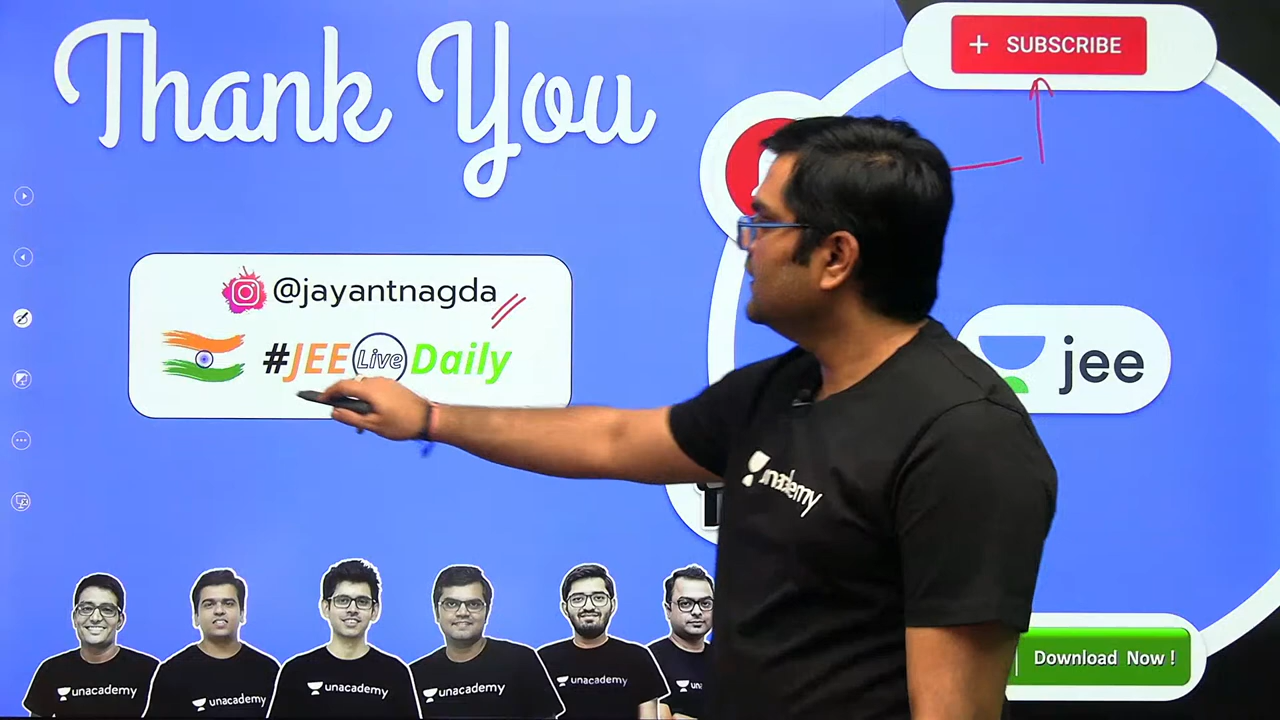 Thank You
+ SUBSCRIBE
@jayantnagda
#JEE Live Daily
jee
unacademy
Download Now !
unacademy
unacademy
unacademy
unacademy
unacademy